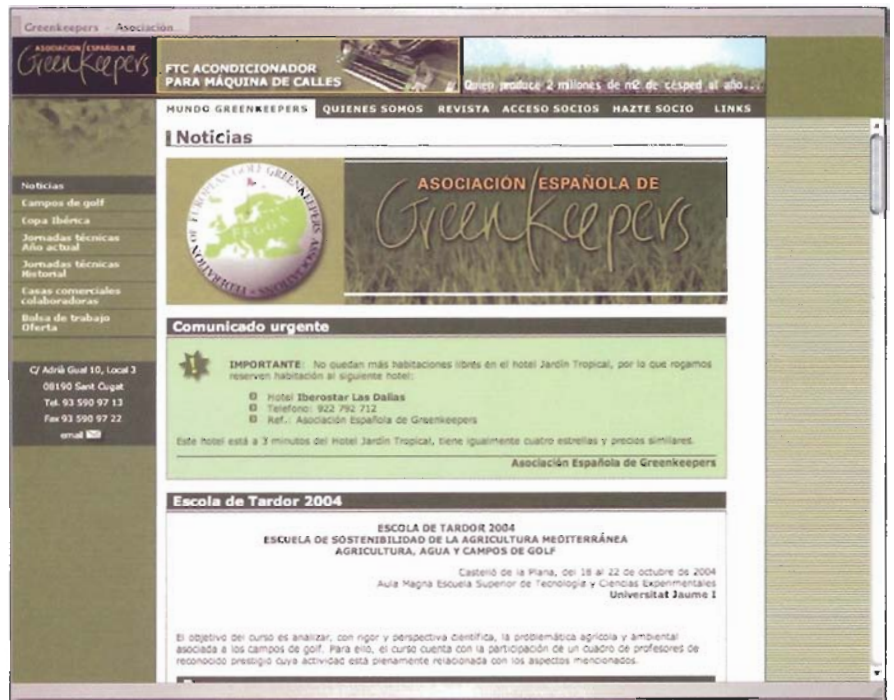 Greenkeepers - Asociación...
ASOCIACIÓN ESPAÑOLA DE
Greenkeepers
FTC ACONDICIONADOR
PARA MÁQUINA DE CALLES
Quien produce 2 millones de m2 de césped al año...
MUNDO GREENKEEPERS QUIENES SOMOS REVISTA ACCESO SOCIOS HAZTE SOCIO LINKS
Noticias
Noticias
Campos de golf
Copa Ibérica
Jornadas técnicas
Año actual
Jornadas técnicas
Historial
Casas comerciales
colaboradoras
Bolsa de trabajo
Oferta
C/ Adrià Gual 10, Local 3
08190 Sant Cugat
Tel. 93 590 97 13
Fax 93 590 97 22
email
FEDERATION OF EUROPEAN GOLF GREENKEEPERS ASSOCIATIONS
FEGGA
ASOCIACIÓN ESPAÑOLA DE
Greenkeepers
Comunicado urgente
IMPORTANTE: No quedan más habitaciones libres en el hotel Jardín Tropical, por lo que rogamos
reserven habitación al siguiente hotel:
Hotel Iberostar Las Dalias
Teléfono: 922 792 712
Ref.: Asociación Española de Greenkeepers
Este hotel está a 3 minutos del Hotel Jardín Tropical, tiene igualmente cuatro estrellas y precios similares.
Asociación Española de Greenkeepers
Escola de Tardor 2004
ESCOLA DE TARDOR 2004
ESCUELA DE SOSTENIBILIDAD DE LA AGRICULTURA MEDITERRÁNEA
AGRICULTURA, AGUA Y CAMPOS DE GOLF
Castelló de la Plana, del 18 al 22 de octubre de 2004
Aula Magna Escuela Superior de Tecnología y Ciencias Experimentales
Universitat Jaume I
El objetivo del curso es analizar, con rigor y perspectiva científica, la problemática agrícola y ambiental
asociada a los campos de golf. Para ello, el curso cuenta con la participación de un cuadro de profesores de
reconocido prestigio cuya actividad está plenamente relacionada con los aspectos mencionados.